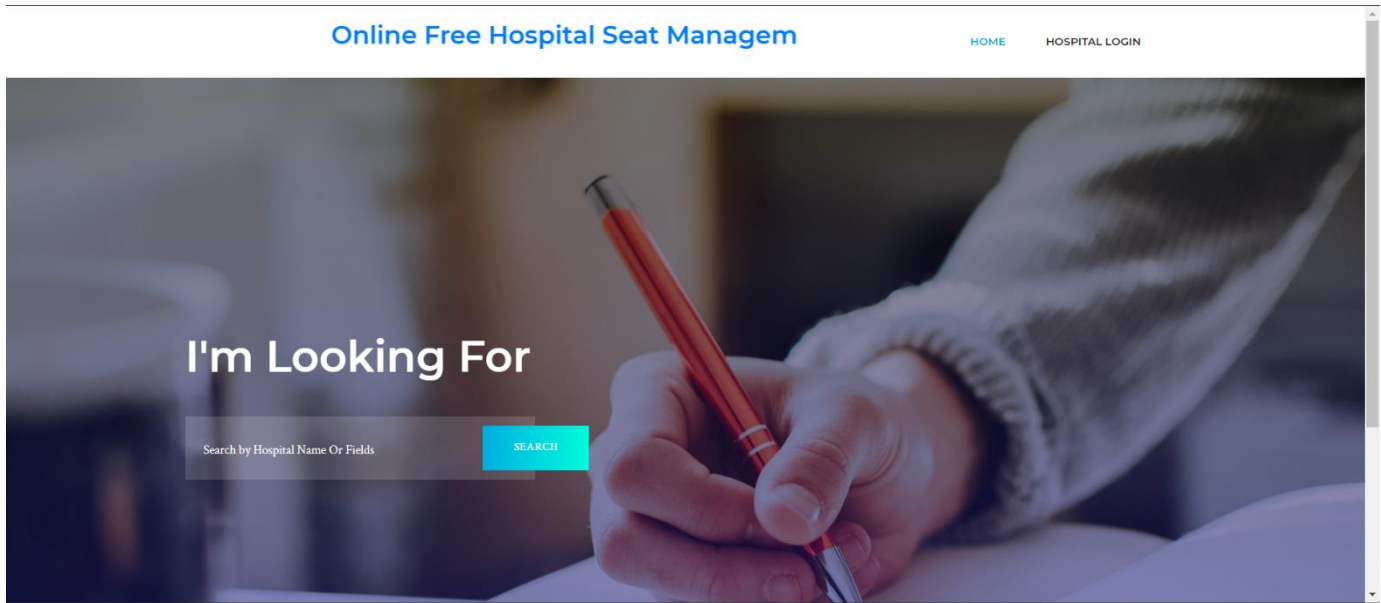 Online Free Hospital Seat Managem
HOME HOSPITAL LOGIN
I'm Looking For
Search by Hospital Name Or Fields SEARCH